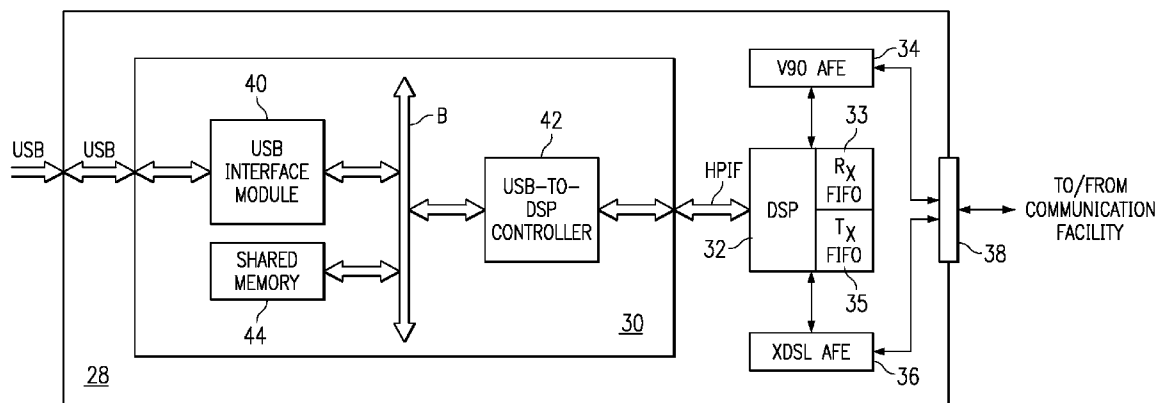 USB
USB
40
USB
INTERFACE
MODULE
SHARED
MEMORY
44
B
42
USB-TO-
DSP
CONTROLLER
30
28
HPIF
DSP
32
V90 AFE
34
33
RX
FIFO
TX
FIFO
35
XDSL AFE
36
38
TO/FROM
COMMUNICATION
FACILITY